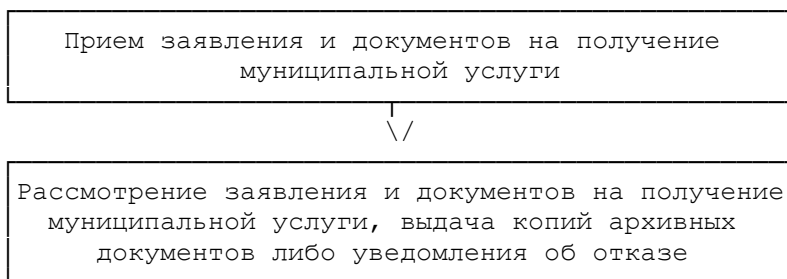 Прием заявления и документов на получение
муниципальной услуги
\/
Рассмотрение заявления и документов на получение
муниципальной услуги, выдача копий архивных
документов либо уведомления об отказе